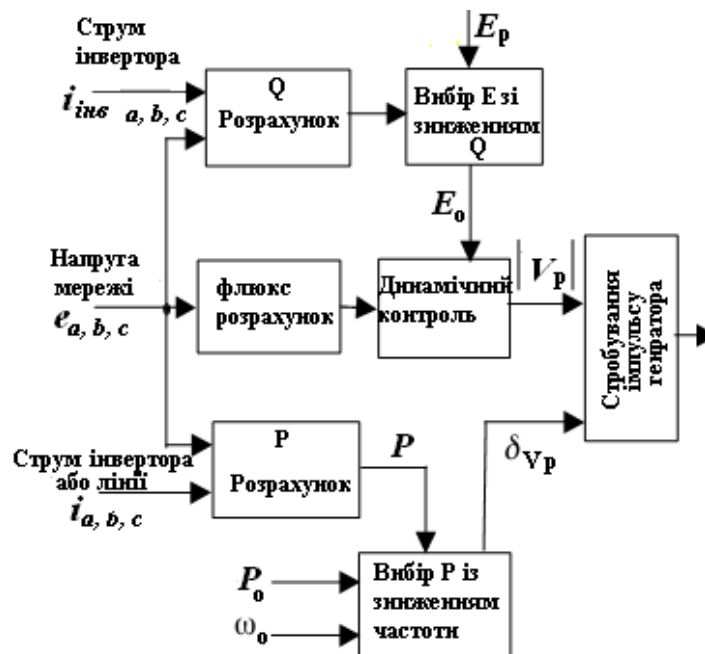 Струм
інвертора
i інв a, b, c
Q
Розрахунок
E р
Вибір E зі
зниженням
Q
E о
Напруга
мережі
e a, b, c
флюкс
розрахунок
Динамічний
контроль
|V р|
Стробування
імпульсу
генратора
Струм інвертора
або лінії
i a, b, c
P
Розрахунок
P
δ V р
P о
ω о
Вибір P із
зниженням
частоти